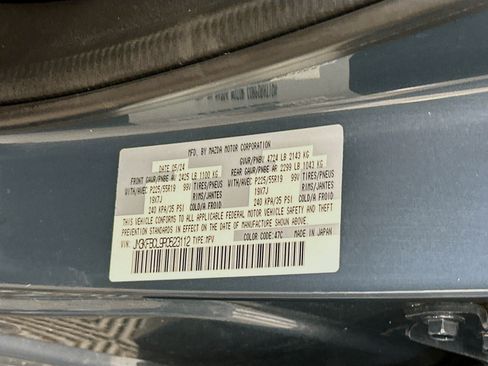 MFD. BY MAZDA MOTOR CORPORATION
DATE 05/24 GVWR/PNBV 4724 LB 2143 KG
FRONT GAWR/PNBE AV 2425 LB 1100 KG REAR GAWR/PNBE AR 2299 LB 1043 KG
WITH/AVEC P225/55R19 99V TIRES/PNEUS WITH/AVEC P225/55R19 99V TIRES/PNEUS
19X7J RIMS/JANTES 19X7J RIMS/JANTES
240 KPA/35 PSI COLD/A FROID 240 KPA/35 PSI COLD/A FROID
THIS VEHICLE CONFORMS TO ALL APPLICABLE FEDERAL MOTOR VEHICLE SAFETY AND THEFT
PREVENTION STANDARDS IN EFFECT ON THE DATE OF MANUFACTURE SHOWN ABOVE.
VIN: TYPE:MPV COLOR CODE:47C MADE IN JAPAN